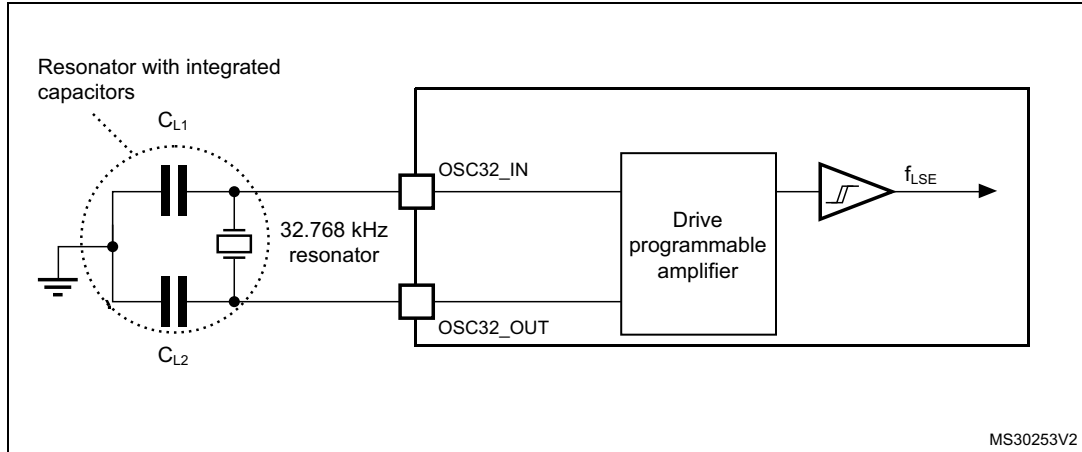 Resonator with integrated
capacitors
CL1
OSC32_IN
fLSE
32.768 kHz
resonator
Drive
programmable
amplifier
OSC32_OUT
CL2
MS30253V2